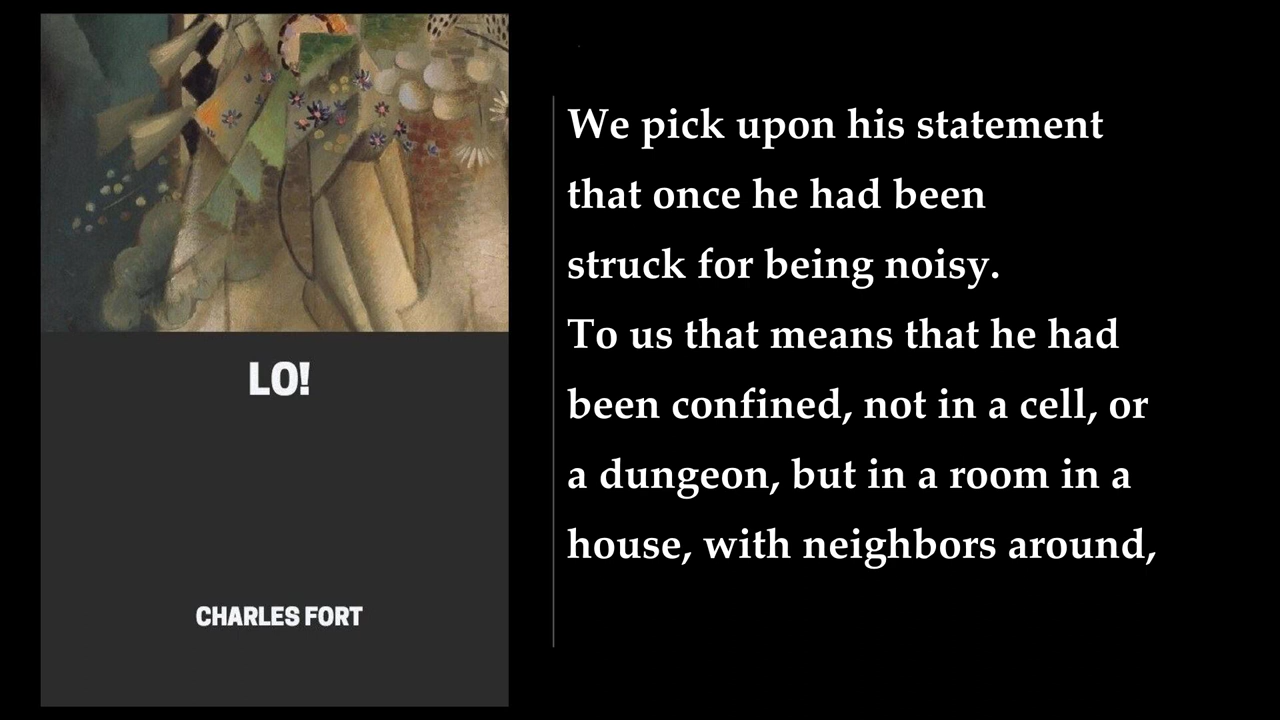 LO!
CHARLES FORT
We pick upon his statement
that once he had been
struck for being noisy.
To us that means that he had
been confined, not in a cell, or
a dungeon, but in a room in a
house, with neighbors around,